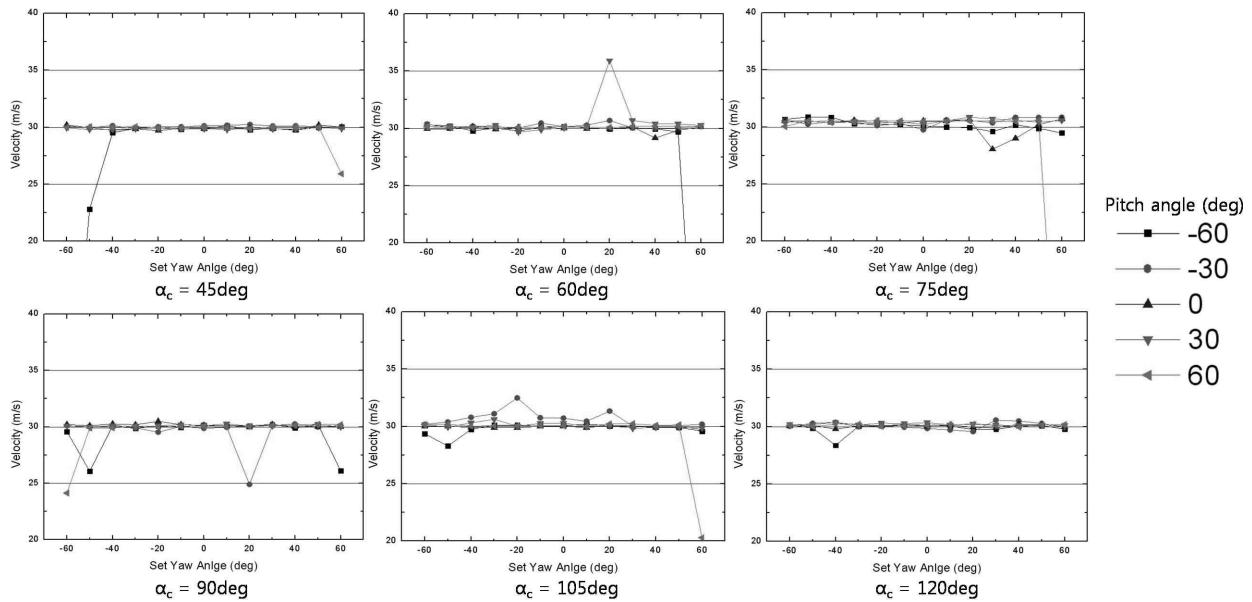 40
35
30
25
20
Velocity (m/s)
-60 -40 -20 0 20 40 60
Set Yaw Anlge (deg)
αc = 45deg
40
35
30
25
20
Velocity (m/s)
-60 -40 -20 0 20 40 60
Set Yaw Anlge (deg)
αc = 60deg
40
35
30
25
20
Velocity (m/s)
-60 -40 -20 0 20 40 60
Set Yaw Anlge (deg)
αc = 75deg
40
35
30
25
20
Velocity (m/s)
-60 -40 -20 0 20 40 60
Set Yaw Anlge (deg)
αc = 90deg
40
35
30
25
20
Velocity (m/s)
-60 -40 -20 0 20 40 60
Set Yaw Anlge (deg)
αc = 105deg
40
35
30
25
20
Velocity (m/s)
-60 -40 -20 0 20 40 60
Set Yaw Anlge (deg)
αc = 120deg
Pitch angle (deg)
-60
-30
0
30
60